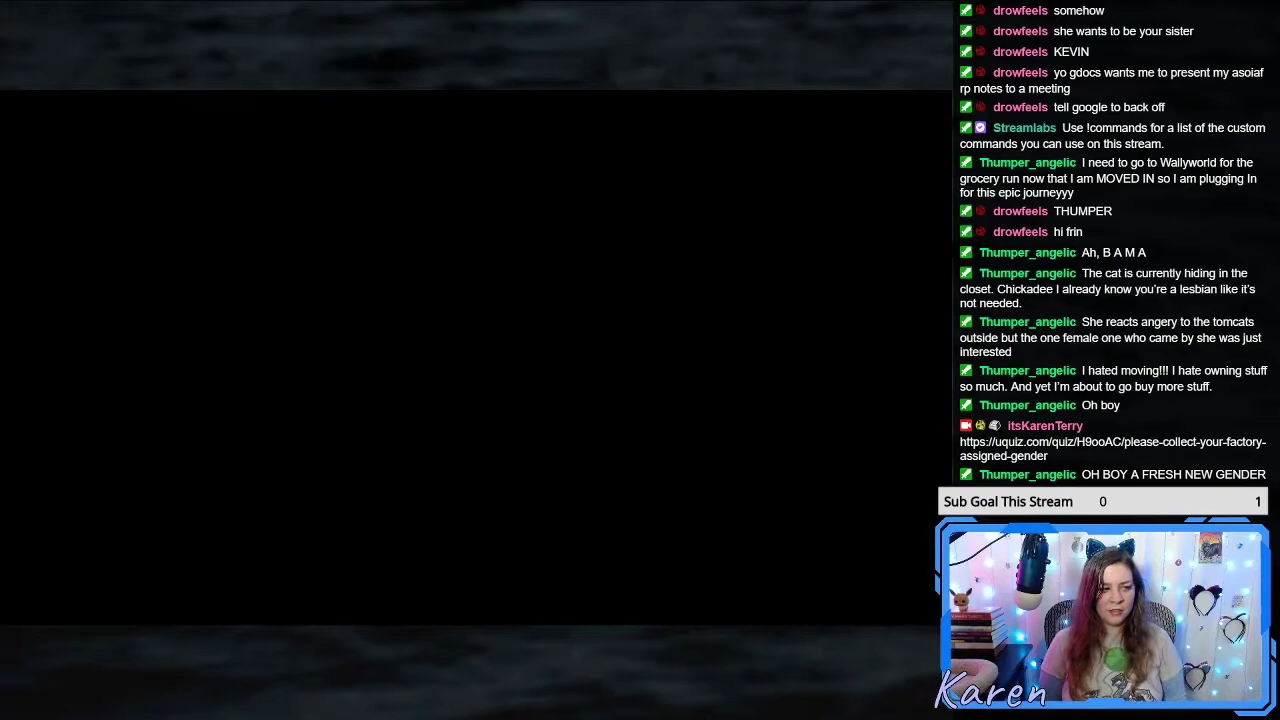 drowfeels somehow
drowfeels she wants to be your sister
drowfeels KEVIN
drowfeels yo gdocs wants me to present my asoiaf
rp notes to a meeting
drowfeels tell google to back off
Streamlabs Use !commands for a list of the custom
commands you can use on this stream.
Thumper_angelic I need to go to Wallyworld for the
grocery run now that I am MOVED IN so I am plugging In
for this epic journeyyy
drowfeels THUMPER
drowfeels hi frin
Thumper_angelic Ah, B A M A
Thumper_angelic The cat is currently hiding in the
closet. Chickadee I already know you're a lesbian like it's
not needed.
Thumper_angelic She reacts angery to the tomcats
outside but the one female one who came by she was just
interested
Thumper_angelic I hated moving!!! I hate owning stuff
so much. And yet I'm about to go buy more stuff.
Thumper_angelic Oh boy
itsKarenTerry
https://uquiz.com/quiz/H9ooAC/please-collect-your-factory-
assigned-gender
Thumper_angelic OH BOY A FRESH NEW GENDER
Sub Goal This Stream 0 1
Karen